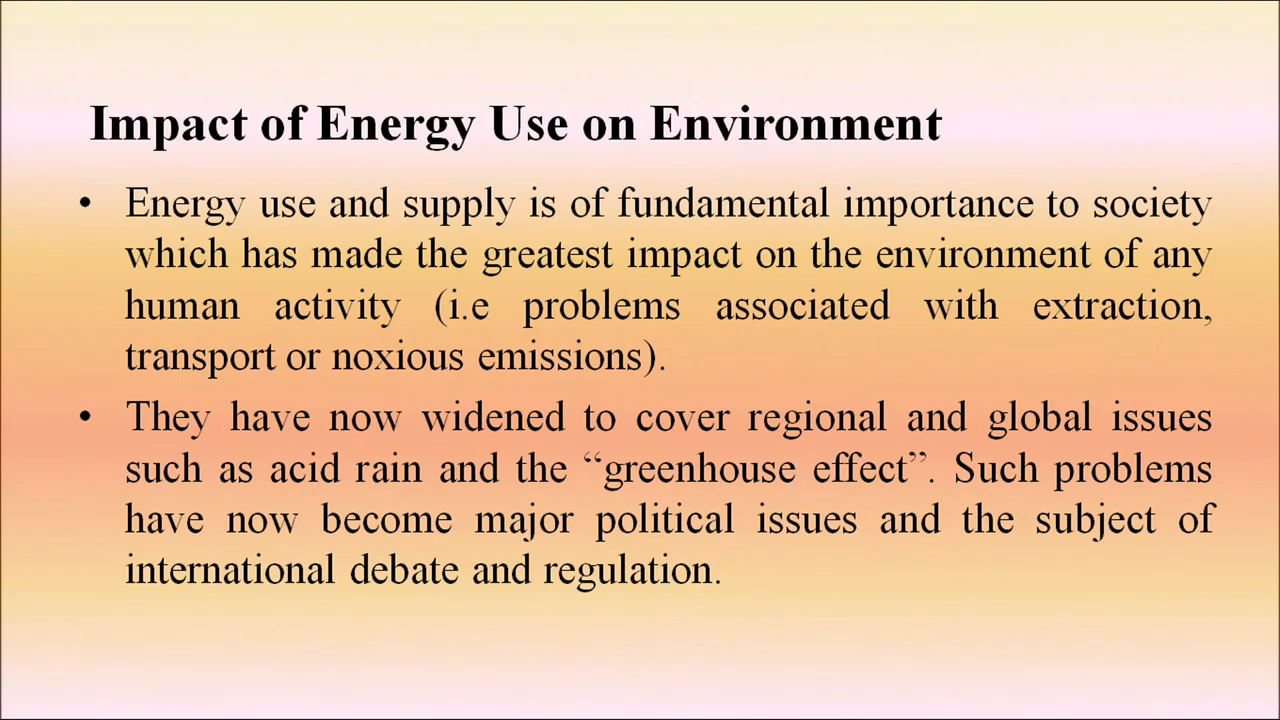 Impact of Energy Use on Environment
• Energy use and supply is of fundamental importance to society
which has made the greatest impact on the environment of any
human activity (i.e problems associated with extraction,
transport or noxious emissions).
• They have now widened to cover regional and global issues
such as acid rain and the “greenhouse effect”. Such problems
have now become major political issues and the subject of
international debate and regulation.